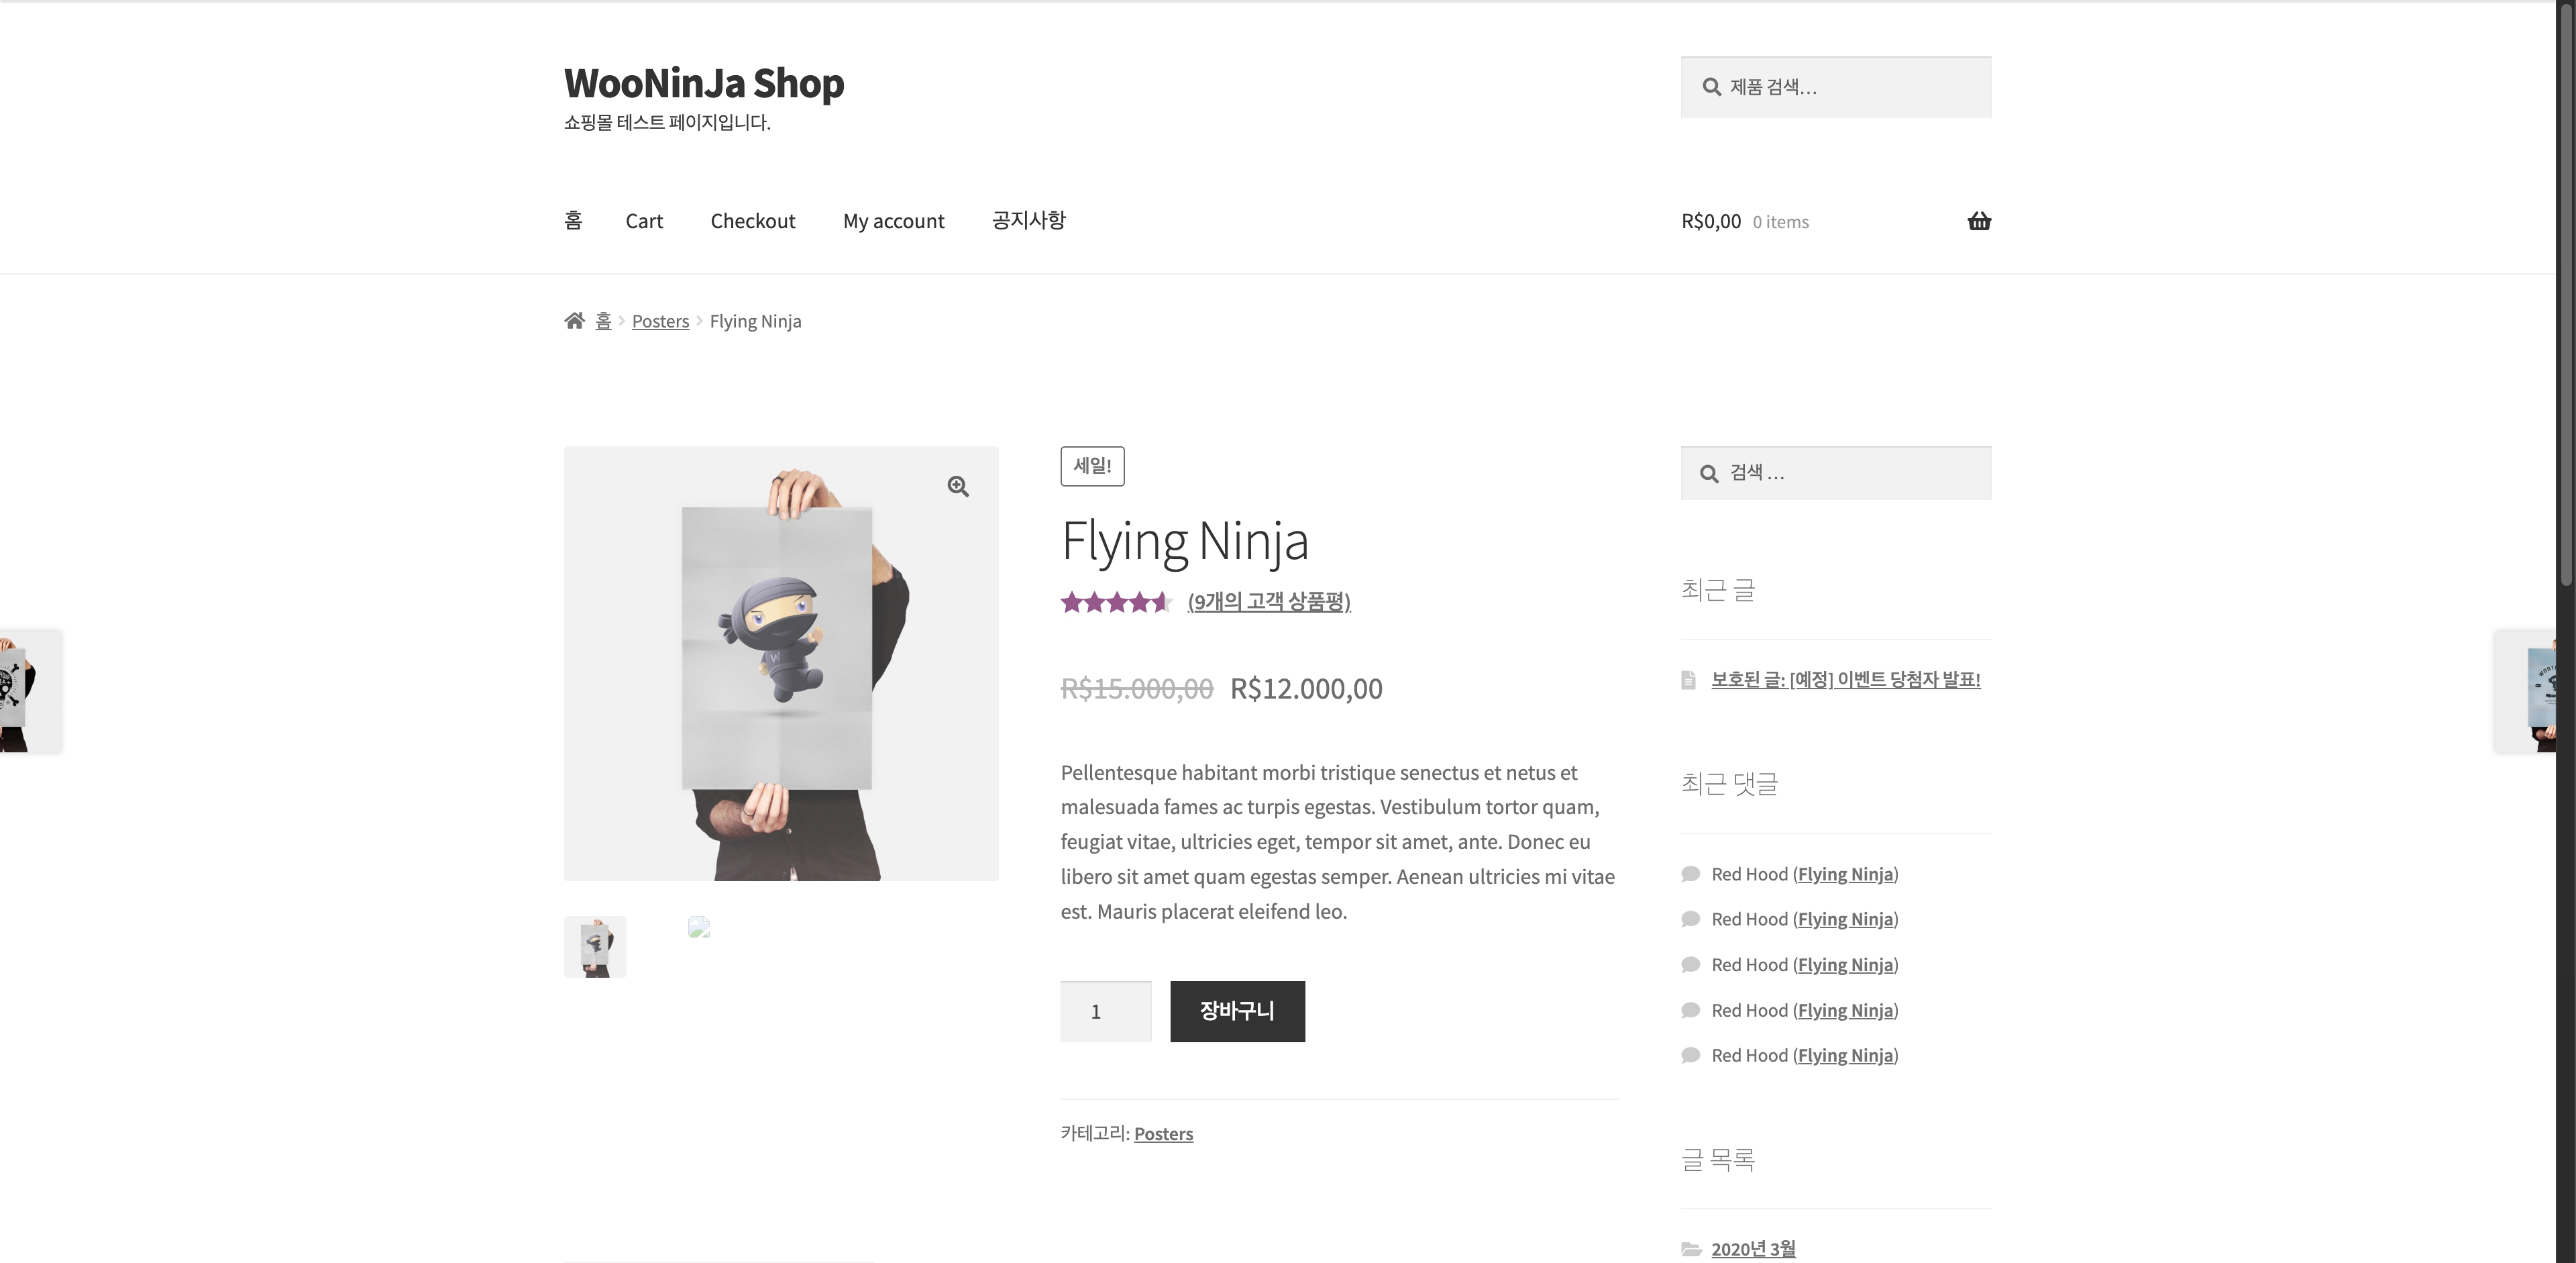 WooNinJa Shop
쇼핑몰 테스트 페이지입니다.
제품 검색…
홈 Cart Checkout My account 공지사항
R$0,00 0 items
홈 Posters Flying Ninja
세일!
Flying Ninja
(9개의 고객 상품평)
R$15.000,00 R$12.000,00
Pellentesque habitant morbi tristique senectus et netus et
malesuada fames ac turpis egestas. Vestibulum tortor quam,
feugiat vitae, ultricies eget, tempor sit amet, ante. Donec eu
libero sit amet quam egestas semper. Aenean ultricies mi vitae
est. Mauris placerat eleifend leo.
1
장바구니
카테고리: Posters
검색 …
최근 글
보호된 글: [예정] 이벤트 당첨자 발표!
최근 댓글
Red Hood (Flying Ninja)
Red Hood (Flying Ninja)
Red Hood (Flying Ninja)
Red Hood (Flying Ninja)
Red Hood (Flying Ninja)
글 목록
2020년 3월